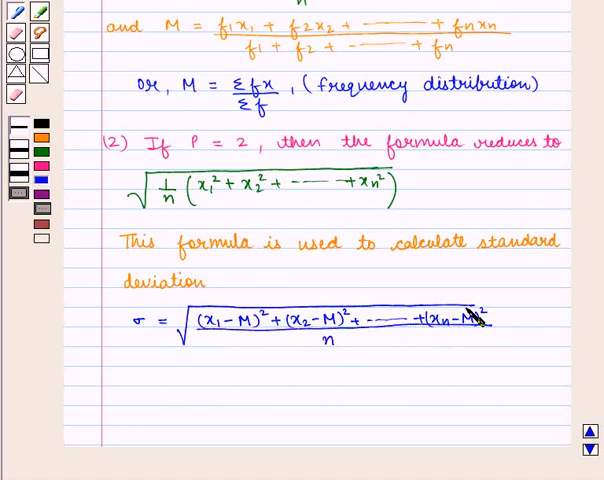 n
and M = f1x1 + f2x2 + ------ + fnxn / f1 + f2 + ------ + fn
or, M = Σfx / Σf , (frequency distribution)
(2) If P = 2, then the formula reduces to
√(1/n (x1² + x2² + ------ + xn²))
This formula is used to calculate standard
deviation
σ = √((x1 – M)² + (x2 – M)² + ------ + (xn – M)² / n)